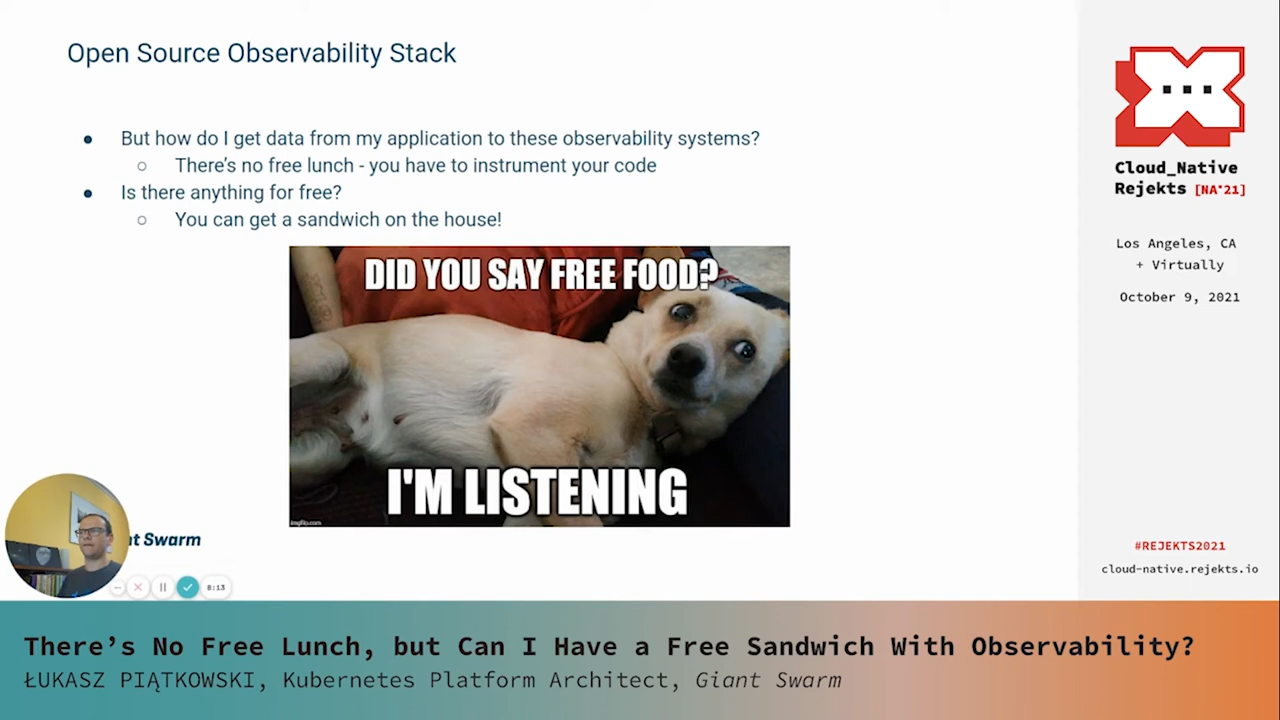 Open Source Observability Stack
● But how do I get data from my application to these observability systems?
○ There's no free lunch - you have to instrument your code
● Is there anything for free?
○ You can get a sandwich on the house!
DID YOU SAY FREE FOOD?
I'M LISTENING
imgflip.com
nt Swarm
8:13
Cloud_Native
Rejekts [NA'21]
Los Angeles, CA
+ Virtually
October 9, 2021
#REJEKTS2021
cloud-native.rejekts.io
There's No Free Lunch, but Can I Have a Free Sandwich With Observability?
ŁUKASZ PIĄTKOWSKI, Kubernetes Platform Architect, Giant Swarm